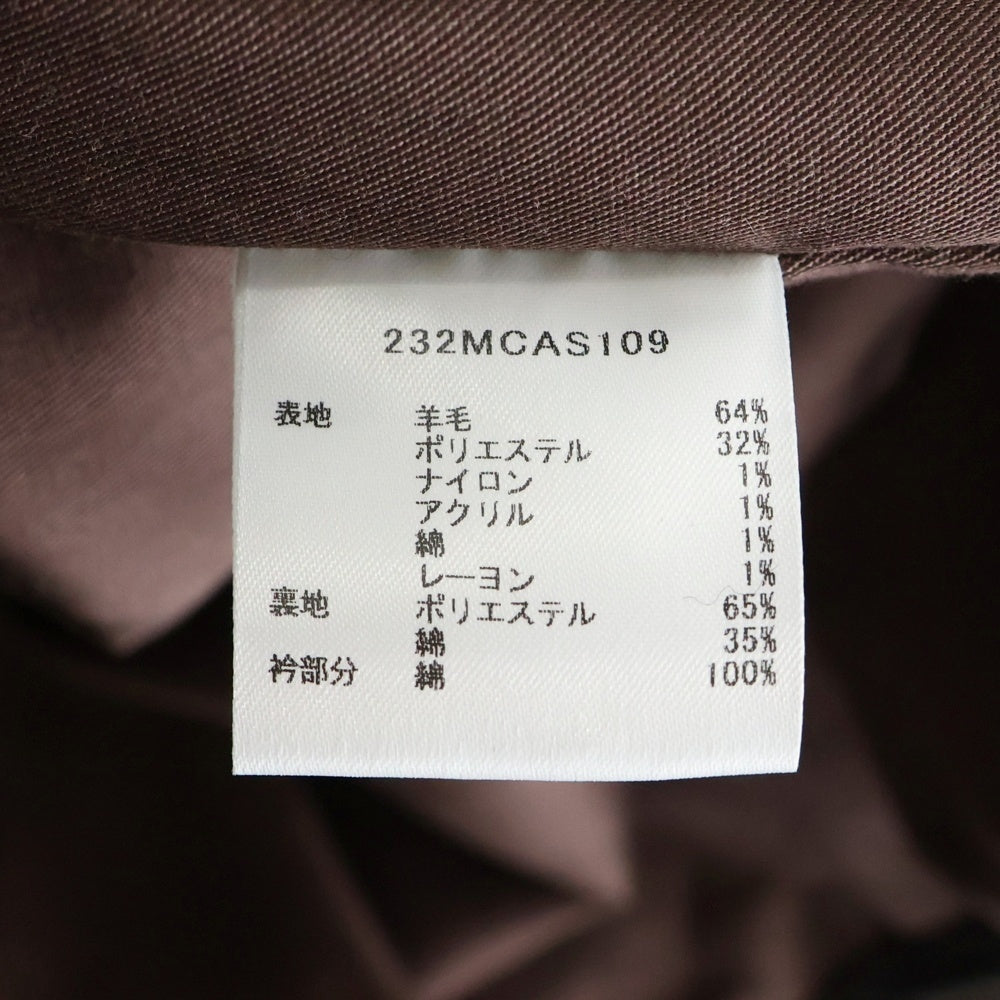 232MCAS109
表地 羊毛 64%
ポリエステル 32%
ナイロン 1%
アクリル 1%
綿 1%
レーヨン 1%
裏地 ポリエステル 65%
綿 35%
衿部分 綿 100%